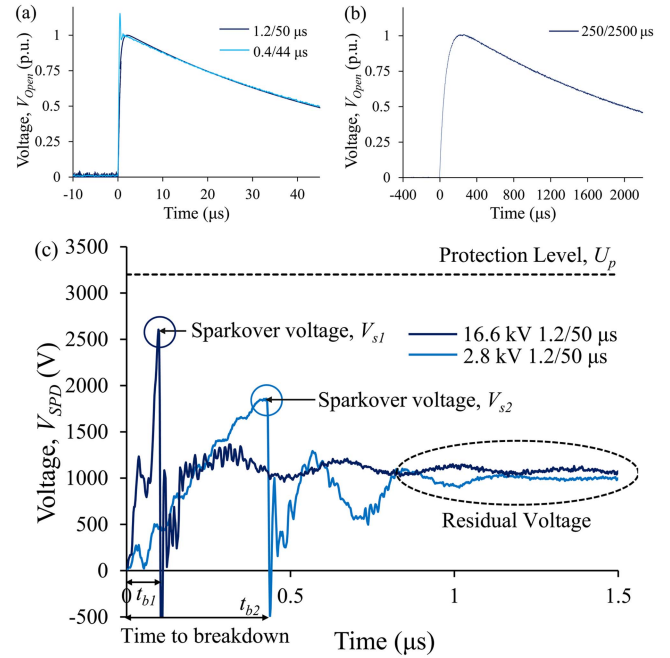 (a)
Voltage, V_Open (p.u.)
1
0.75
0.5
0.25
0
-10 0 10 20 30 40
Time (µs)
1.2/50 µs
0.4/44 µs
(b)
Voltage, V_Open (p.u.)
1
0.75
0.5
0.25
0
-400 0 400 800 1200 1600 2000
Time (µs)
250/2500 µs
(c)
Voltage, V_SPD (V)
3500
3000
2500
2000
1500
1000
500
0
-500
Protection Level, U_p
Sparkover voltage, V_s1
16.6 kV 1.2/50 µs
2.8 kV 1.2/50 µs
Sparkover voltage, V_s2
Residual Voltage
0 0.5 1 1.5
t_b1
t_b2
Time to breakdown
Time (µs)